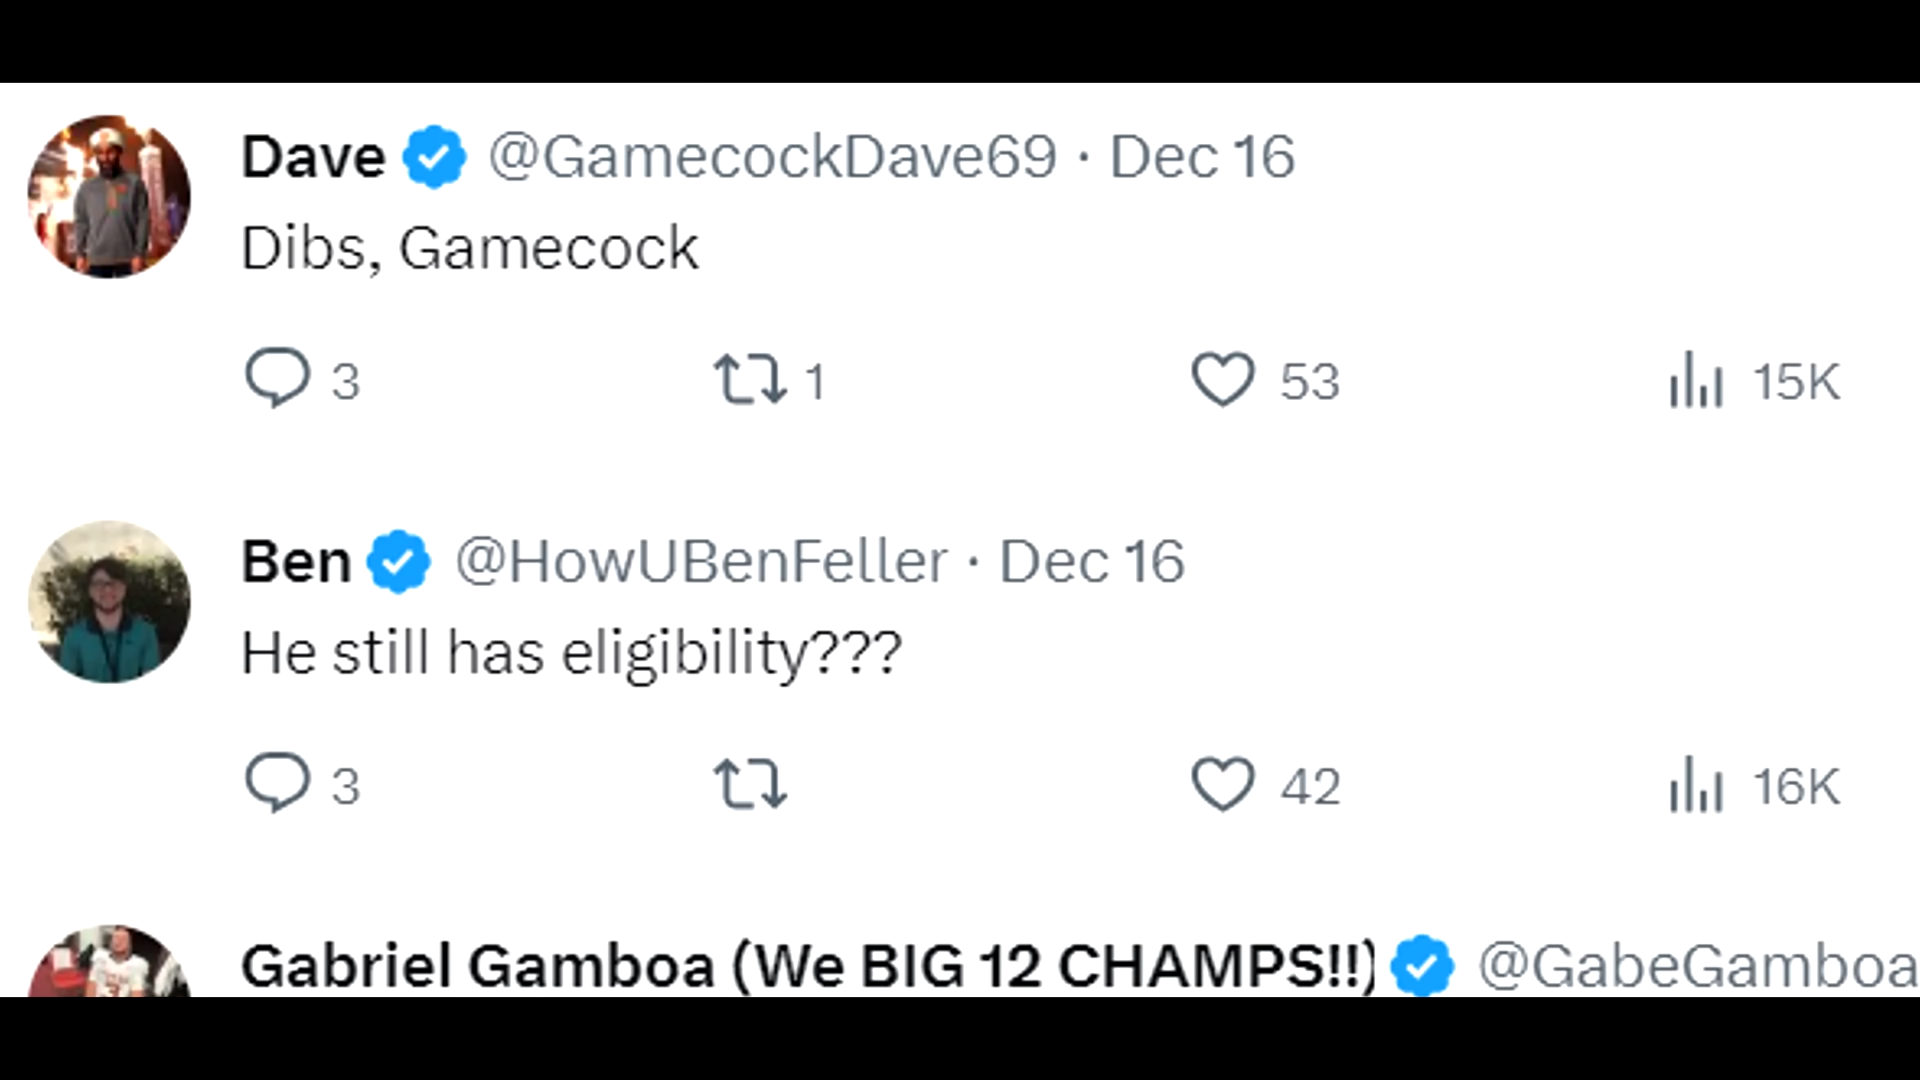 Dave @GamecockDave69 · Dec 16
Dibs, Gamecock
3 1 53 15K
Ben @HowUBenFeller · Dec 16
He still has eligibility???
3 42 16K
Gabriel Gamboa (We BIG 12 CHAMPS!!) @GabeGamboa